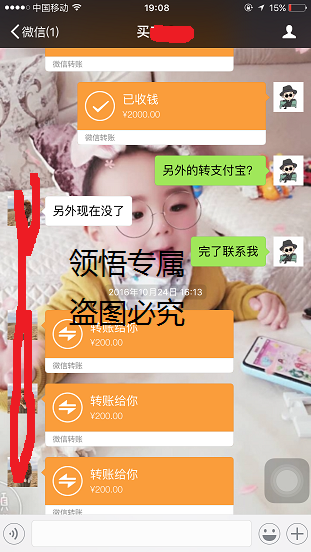 中国移动
19:08
15%
微信(1)
买
微信转账
已收钱
¥2000.00
微信转账
另外的转支付宝？
另外现在没了
完了联系我
领悟专属
2016年10月24日 16:13
盗图必究
转账给你
¥200.00
微信转账
转账给你
¥200.00
微信转账
转账给你
¥200.00
微信转账